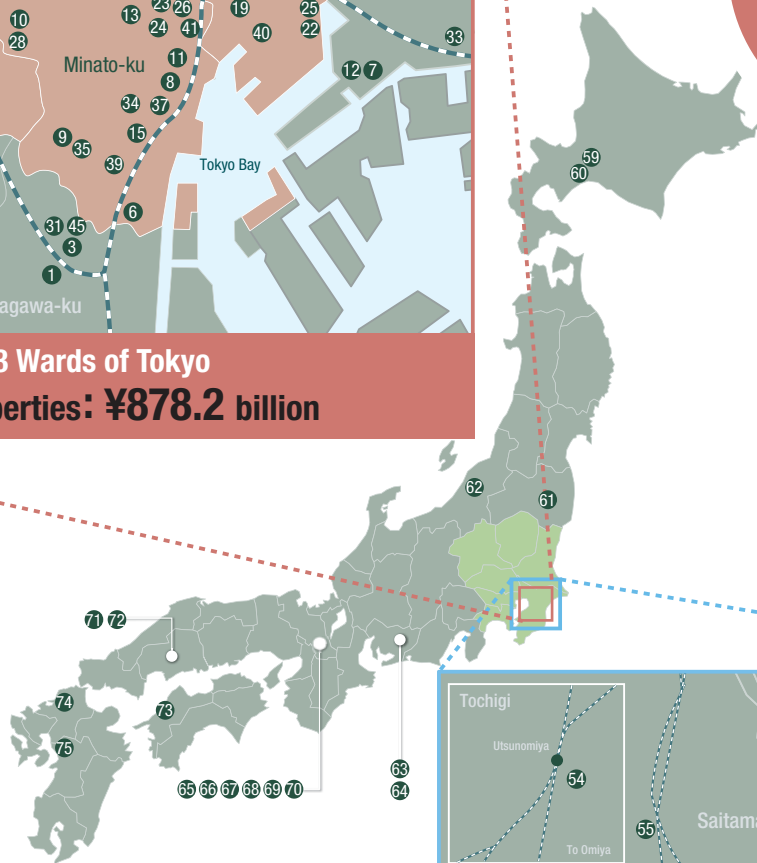 23 26 19 25
10 13
28 24 41 40 22 33
Minato-ku 11
8 12 7
34 37
9 15
35 39
Tokyo Bay
6
31 45
3
1
agawa-ku
3 Wards of Tokyo
perties: ¥878.2 billion
59
60
62
61
71 72
74
73
75
63
64
65 66 67 68 69 70
Tochigi
Utsunomiya
54
55
Saitama
To Omiya